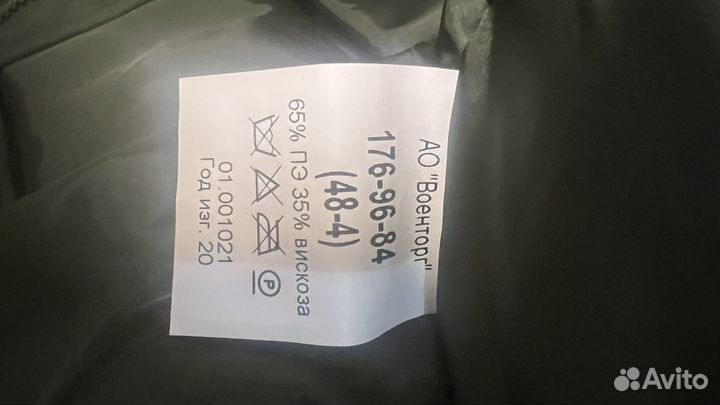 АО "Военторг"
176-96-84
(48-4)
65% ПЭ 35% вискоза
P
01.001021
Год изг. 20
Avito